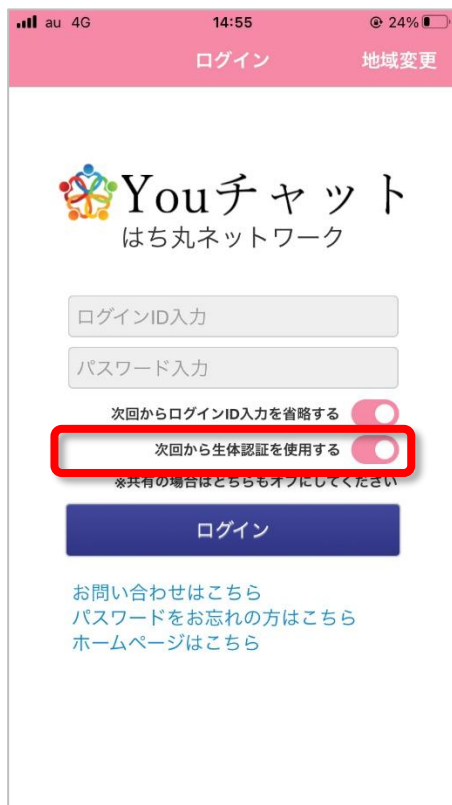 au 4G 14:55 24%
ログイン 地域変更
Youチャット
はち丸ネットワーク
ログインID入力
パスワード入力
次回からログインID入力を省略する
次回から生体認証を使用する
※共有の場合はどちらもオフにしてください
ログイン
お問い合わせはこちら
パスワードをお忘れの方はこちら
ホームページはこちら